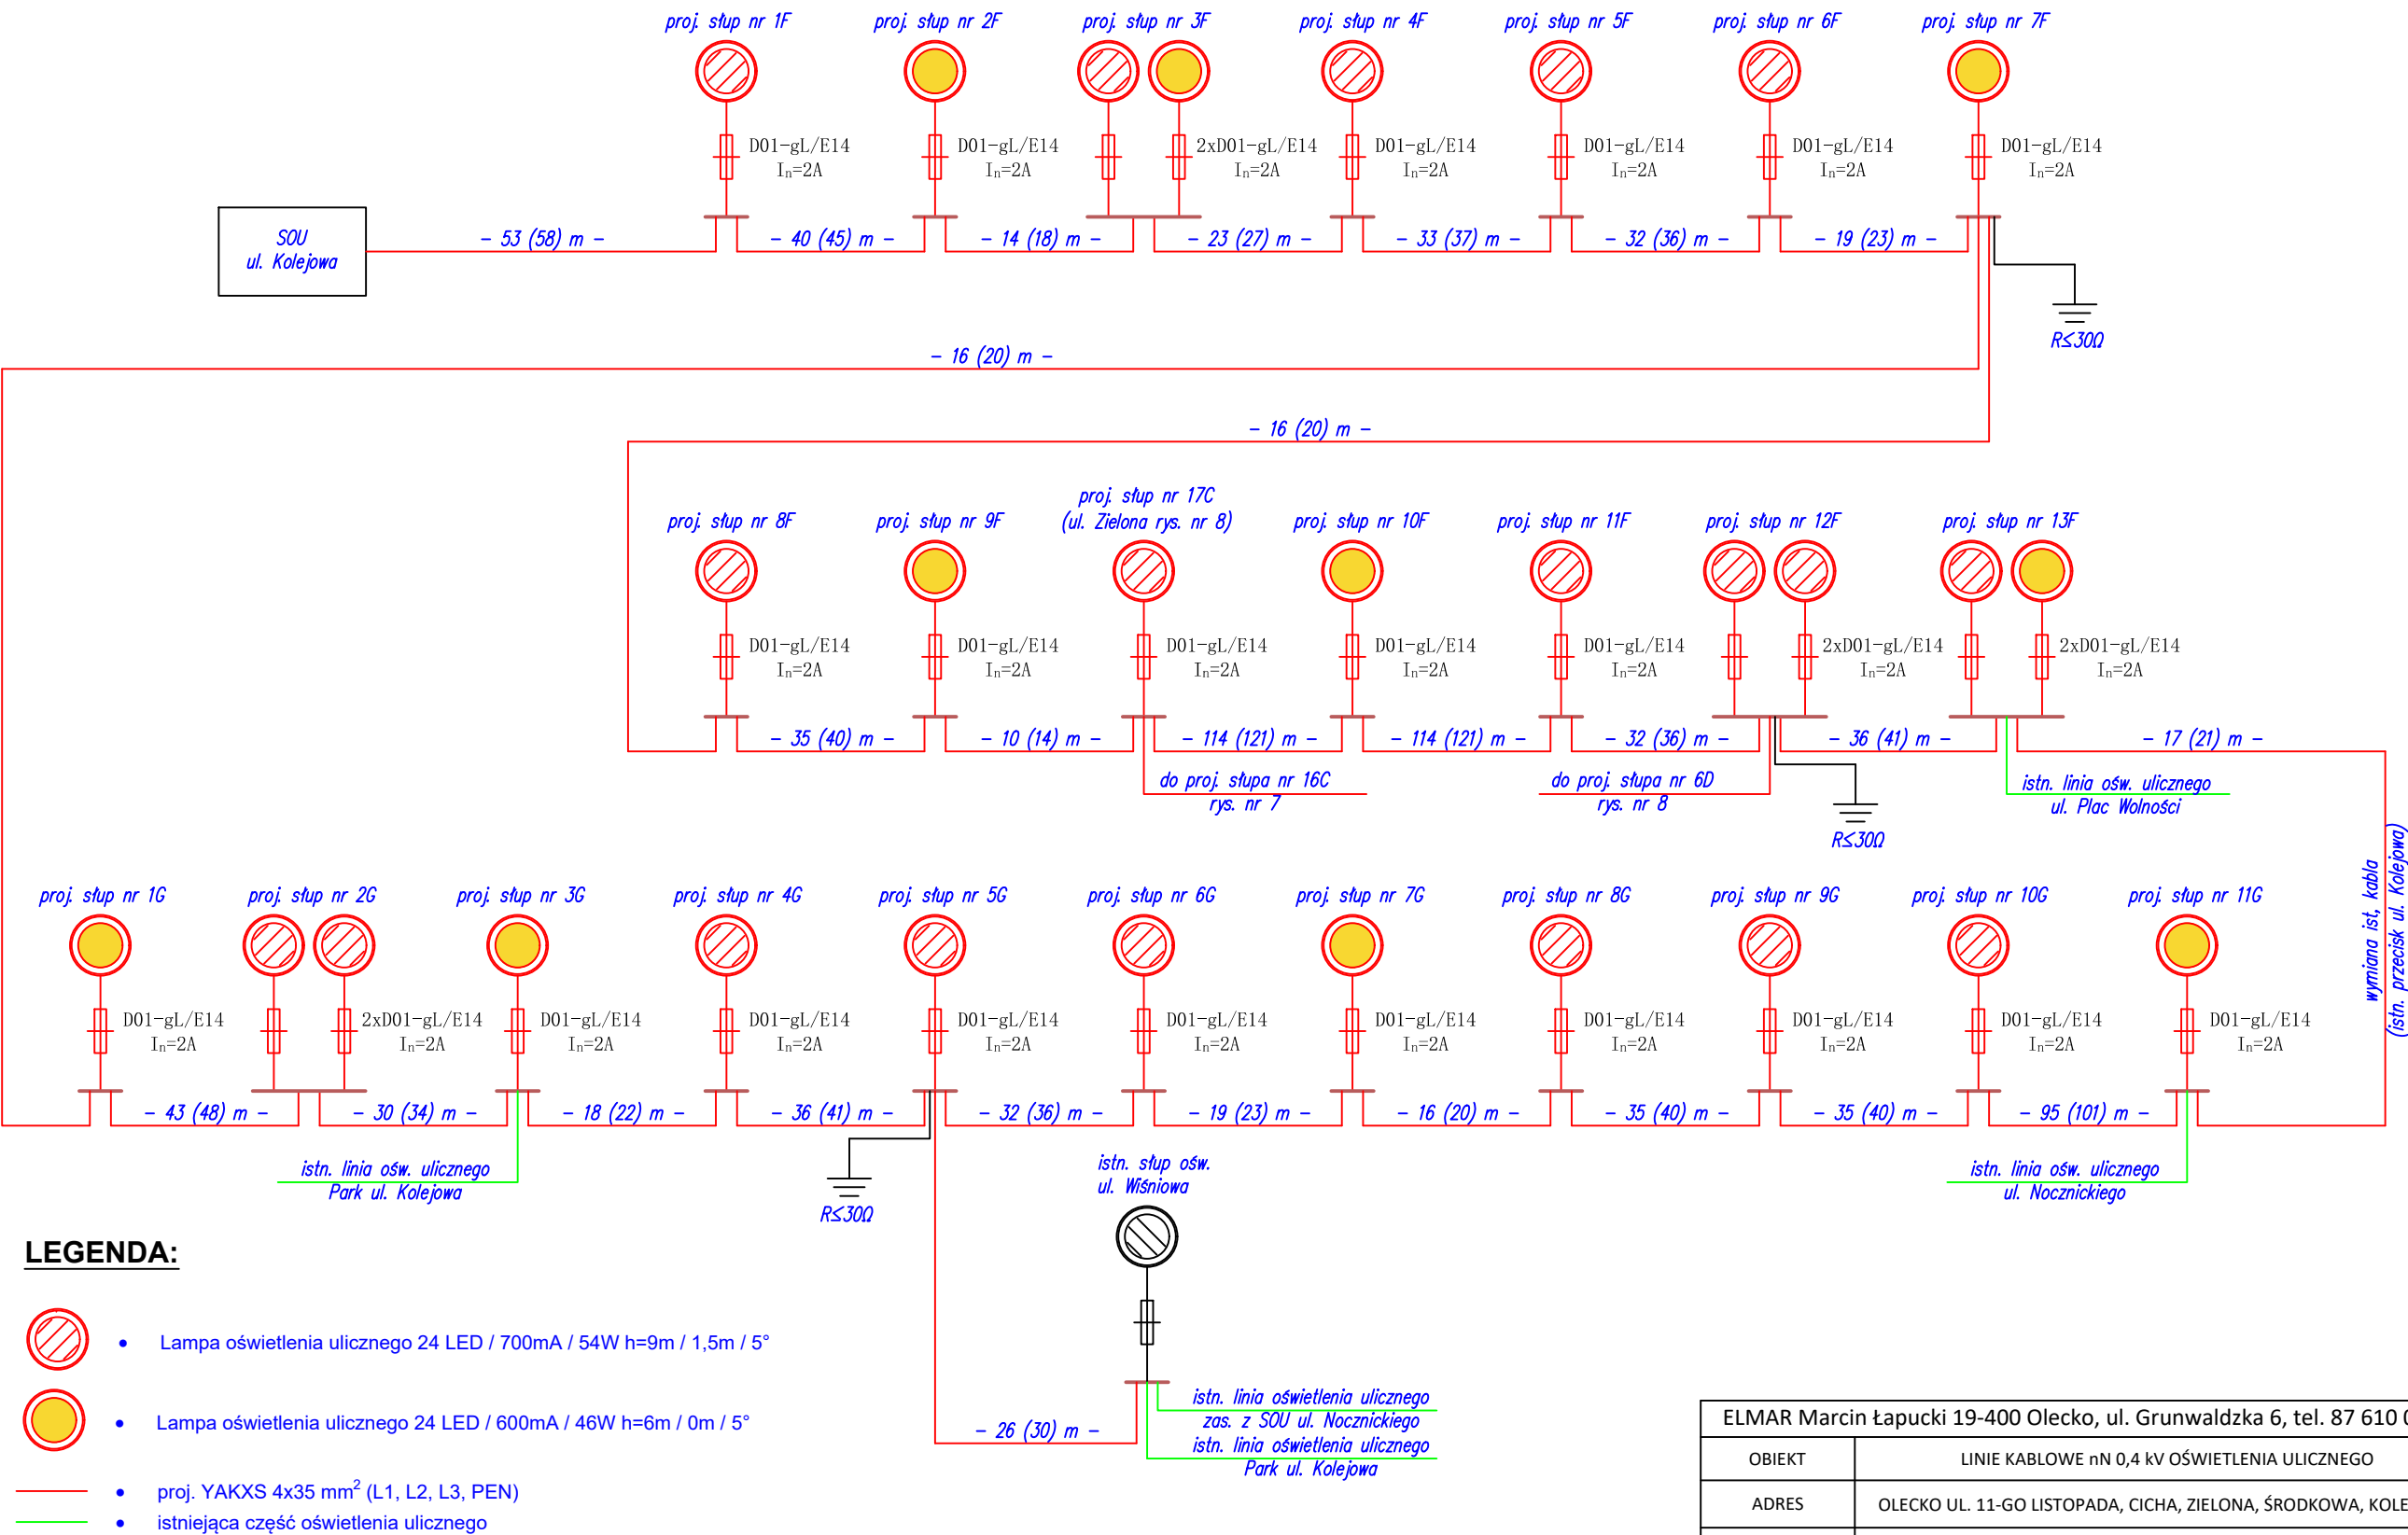 proj. słup nr 1F
proj. słup nr 2F
proj. słup nr 3F
proj. słup nr 4F
proj. słup nr 5F
proj. słup nr 6F
proj. słup nr 7F
D01-gL/E14
Iₙ=2A
D01-gL/E14
Iₙ=2A
2xD01-gL/E14
Iₙ=2A
D01-gL/E14
Iₙ=2A
D01-gL/E14
Iₙ=2A
D01-gL/E14
Iₙ=2A
D01-gL/E14
Iₙ=2A
SOU
ul. Kolejowa
- 53 (58) m -
- 40 (45) m -
- 14 (18) m -
- 23 (27) m -
- 33 (37) m -
- 32 (36) m -
- 19 (23) m -
R≤30Ω
- 16 (20) m -
- 16 (20) m -
proj. słup nr 8F
proj. słup nr 9F
proj. słup nr 17C
(ul. Zielona rys. nr 8)
proj. słup nr 10F
proj. słup nr 11F
proj. słup nr 12F
proj. słup nr 13F
D01-gL/E14
Iₙ=2A
D01-gL/E14
Iₙ=2A
D01-gL/E14
Iₙ=2A
D01-gL/E14
Iₙ=2A
D01-gL/E14
Iₙ=2A
2xD01-gL/E14
Iₙ=2A
2xD01-gL/E14
Iₙ=2A
- 35 (40) m -
- 10 (14) m -
- 114 (121) m -
- 114 (121) m -
- 32 (36) m -
- 36 (41) m -
- 17 (21) m -
do proj. słupa nr 16C
rys. nr 7
do proj. słupa nr 6D
rys. nr 8
istn. linia ośw. ulicznego
ul. Plac Wolności
R≤30Ω
wymiana ist, kabla
(istn. przecisk ul. Kolejowa)
proj. słup nr 1G
proj. słup nr 2G
proj. słup nr 3G
proj. słup nr 4G
proj. słup nr 5G
proj. słup nr 6G
proj. słup nr 7G
proj. słup nr 8G
proj. słup nr 9G
proj. słup nr 10G
proj. słup nr 11G
D01-gL/E14
Iₙ=2A
2xD01-gL/E14
Iₙ=2A
D01-gL/E14
Iₙ=2A
D01-gL/E14
Iₙ=2A
D01-gL/E14
Iₙ=2A
D01-gL/E14
Iₙ=2A
D01-gL/E14
Iₙ=2A
D01-gL/E14
Iₙ=2A
D01-gL/E14
Iₙ=2A
D01-gL/E14
Iₙ=2A
D01-gL/E14
Iₙ=2A
- 43 (48) m -
- 30 (34) m -
- 18 (22) m -
- 36 (41) m -
- 32 (36) m -
- 19 (23) m -
- 16 (20) m -
- 35 (40) m -
- 35 (40) m -
- 95 (101) m -
istn. linia ośw. ulicznego
Park ul. Kolejowa
R≤30Ω
istn. słup ośw.
ul. Wiśniowa
istn. linia ośw. ulicznego
ul. Nocznickiego
- 26 (30) m -
istn. linia oświetlenia ulicznego
zas. z SOU ul. Nocznickiego
istn. linia oświetlenia ulicznego
Park ul. Kolejowa
LEGENDA:
• Lampa oświetlenia ulicznego 24 LED / 700mA / 54W h=9m / 1,5m / 5°
• Lampa oświetlenia ulicznego 24 LED / 600mA / 46W h=6m / 0m / 5°
• proj. YAKXS 4x35 mm² (L1, L2, L3, PEN)
• istniejąca część oświetlenia ulicznego
ELMAR Marcin Łapucki 19-400 Olecko, ul. Grunwaldzka 6, tel. 87 610
OBIEKT
LINIE KABLOWE nN 0,4 kV OŚWIETLENIA ULICZNEGO
ADRES
OLECKO UL. 11-GO LISTOPADA, CICHA, ZIELONA, ŚRODKOWA,